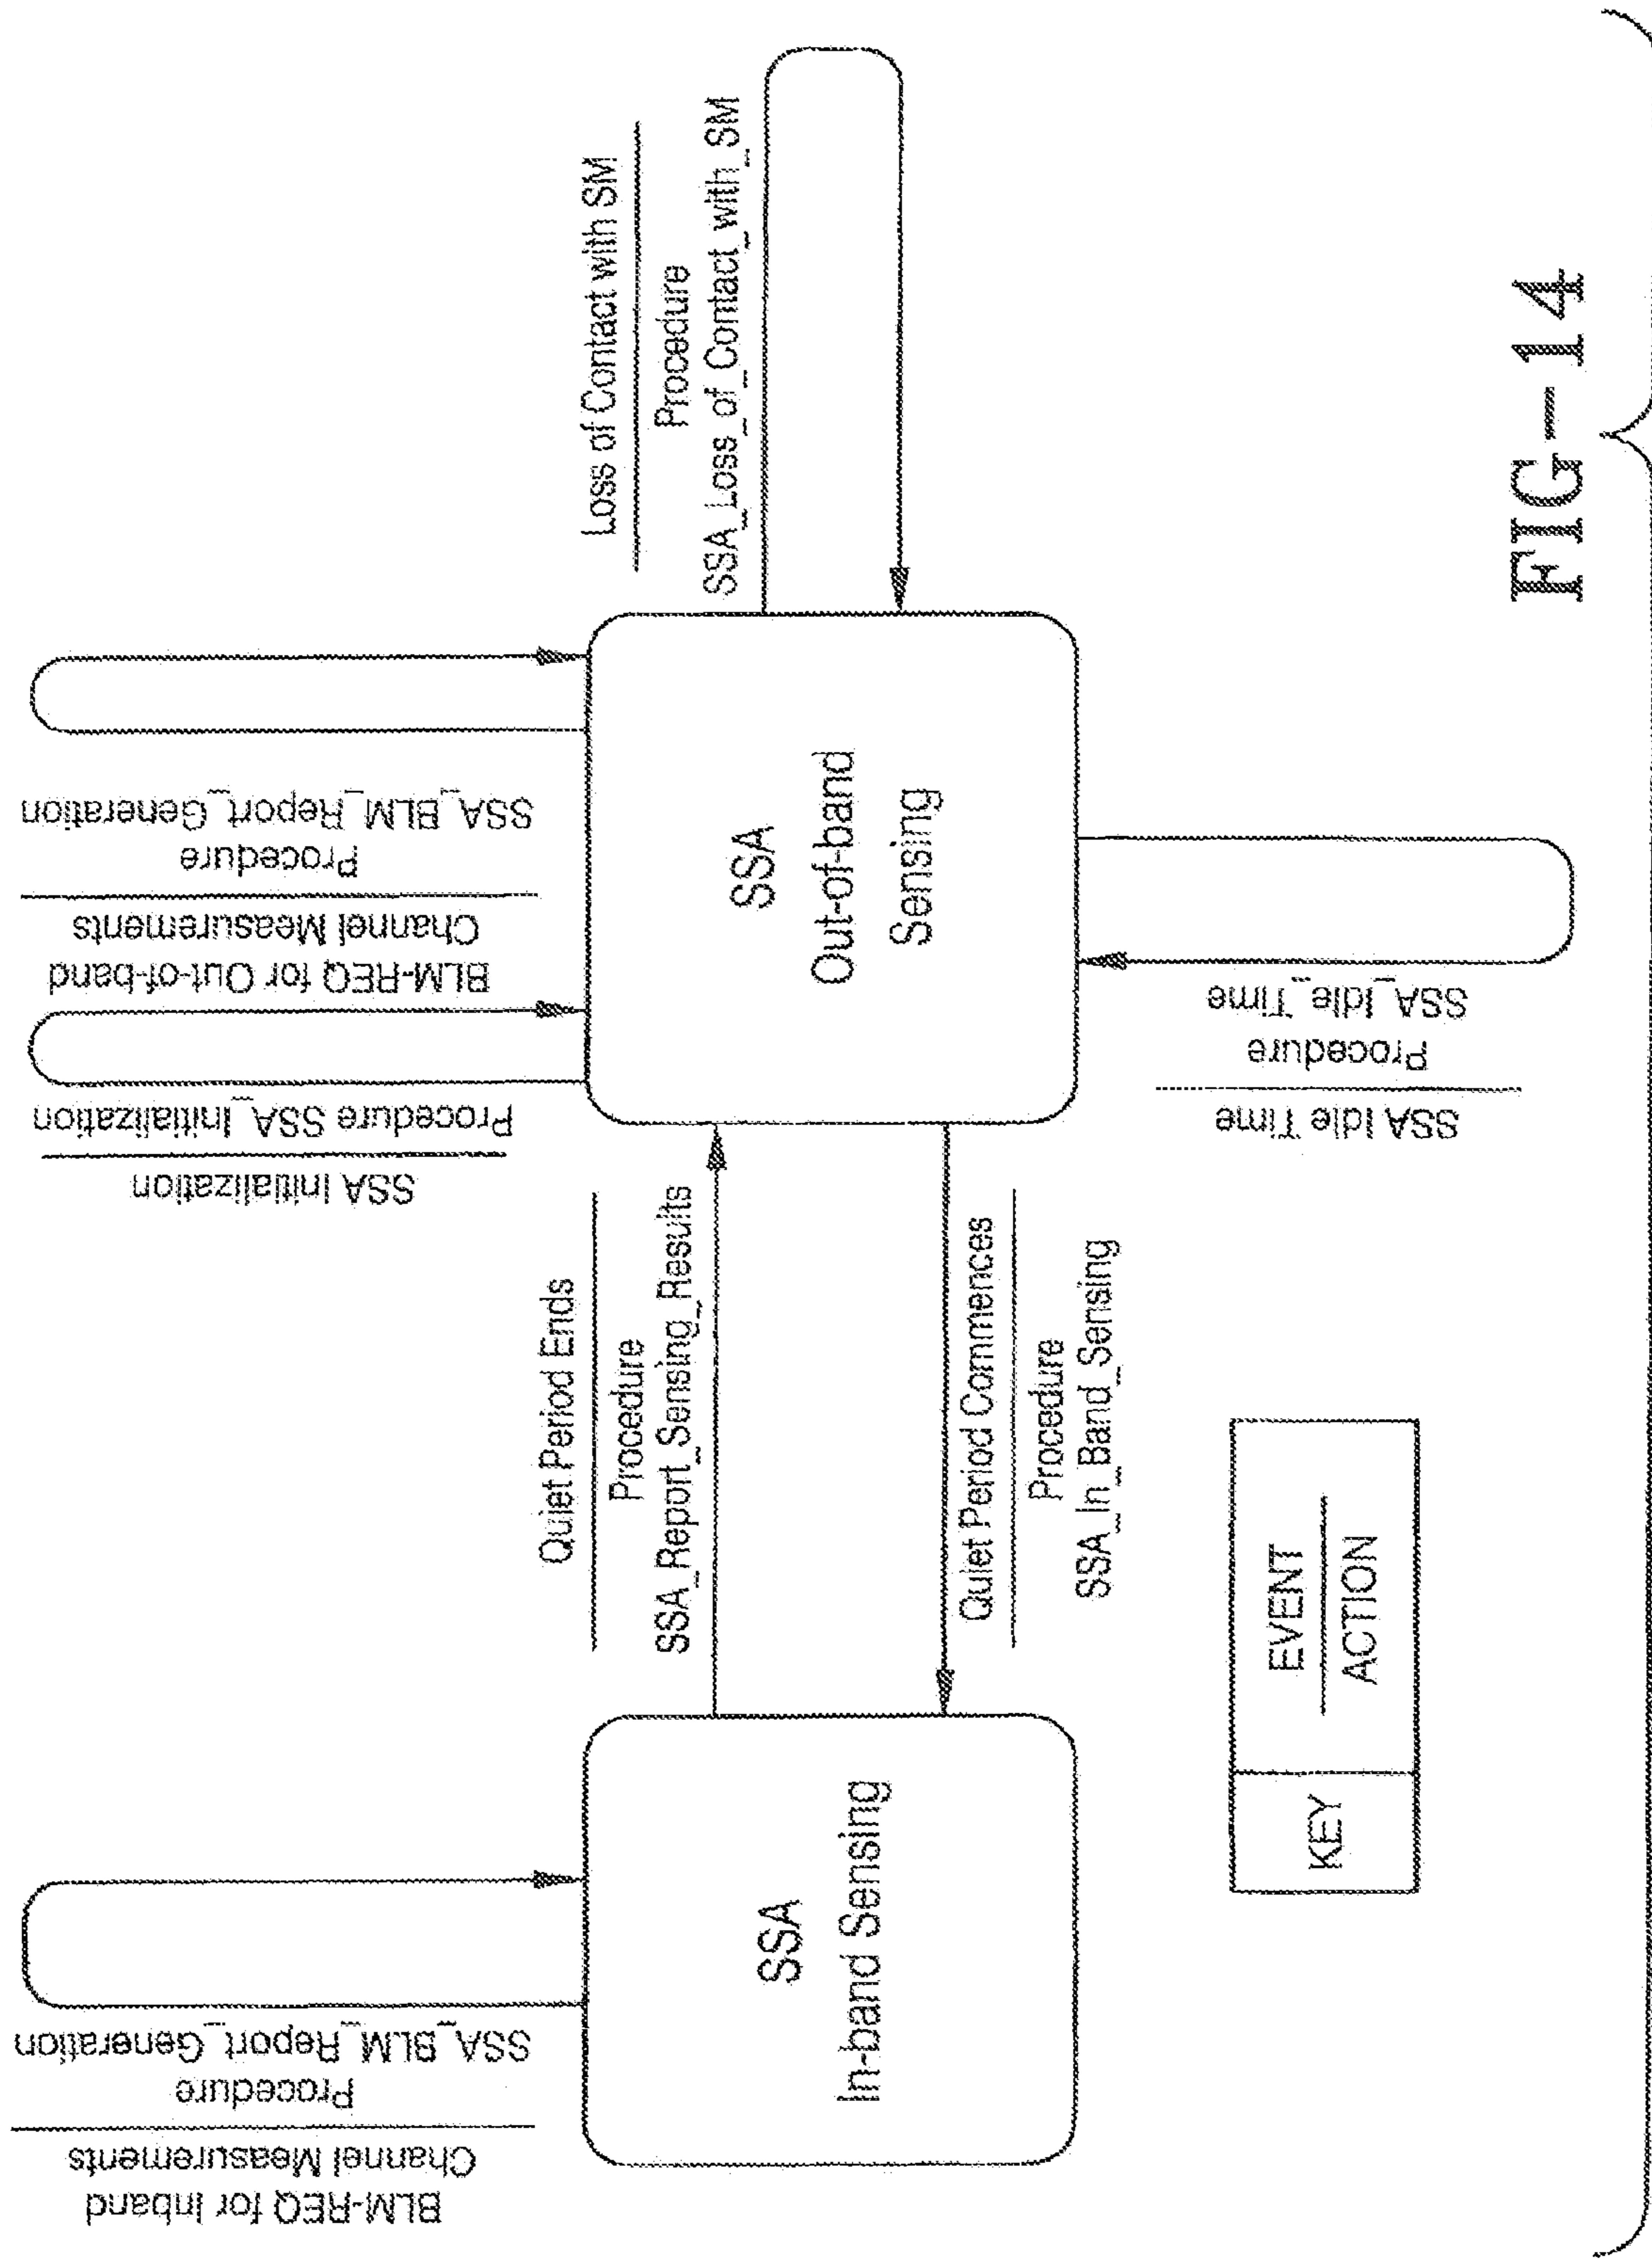 BLM-REQ for Inband
Channel Measurements
Procedure
SSA_BLM_Report_Generation
SSA
In-band Sensing
Quiet Period Ends
Procedure
SSA_Report_Sensing_Results
Quiet Period Commences
Procedure
SSA_In_Band_Sensing
SSA Initialization
Procedure SSA_Initialization
BLM-REQ for Out-of-band
Channel Measurements
Procedure
SSA_BLM_Report_Generation
SSA
Out-of-band
Sensing
SSA Idle Time
Procedure
SSA_Idle_Time
Loss of Contact with SM
Procedure
SSA_Loss_of_Contact_with_SM
KEY
EVENT
ACTION
FIG-14